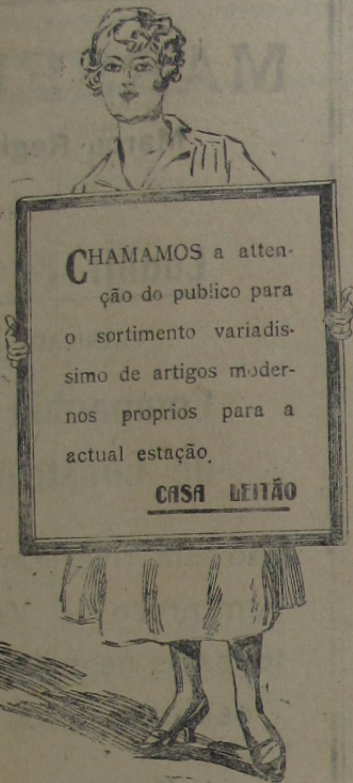 CHAMAMOS a atten-
ção do publico para
o sortimento variadis-
simo de artigos moder-
nos proprios para a
actual estação.
CASA LEITÃO